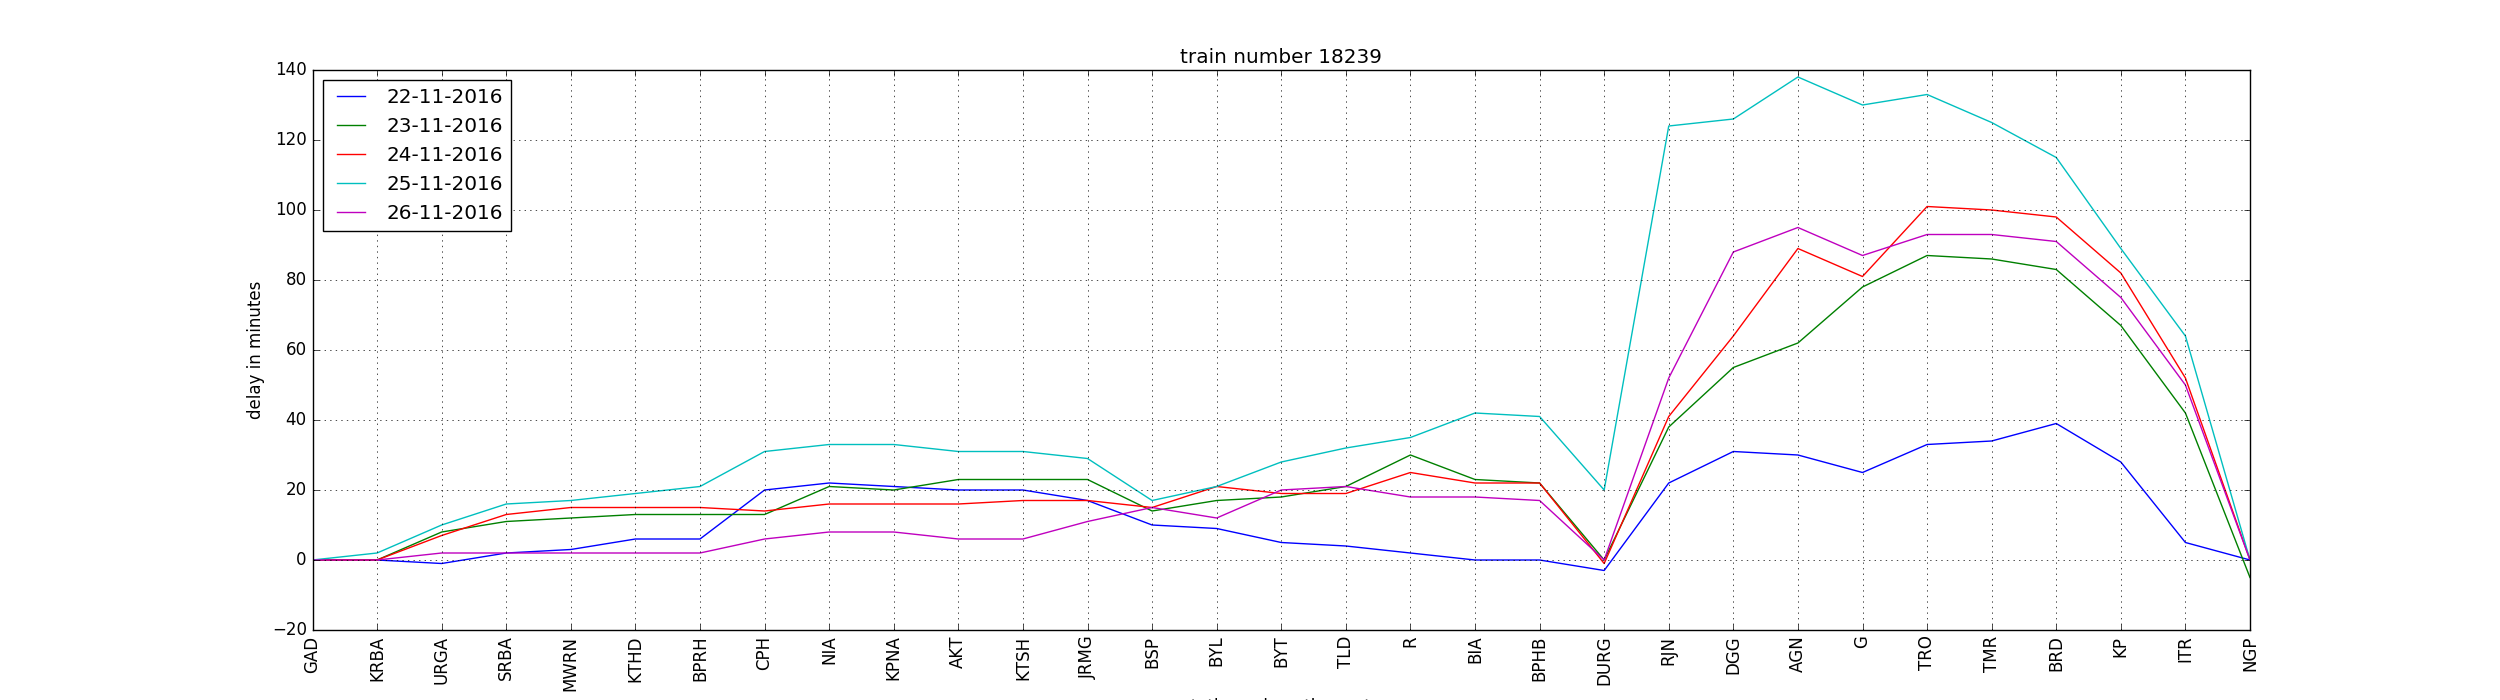 train number 18239
140
120
100
80
60
40
20
0
−20
delay in minutes
22-11-2016
23-11-2016
24-11-2016
25-11-2016
26-11-2016
GAD
KRBA
URGA
SRBA
MWRN
KTHD
BPRH
CPH
NIA
KPNA
AKT
KTSH
JRMG
BSP
BYL
BYT
TLD
R
BIA
BPHB
DURG
RJN
DGG
AGN
G
TRO
TMR
BRD
KP
ITR
NGP